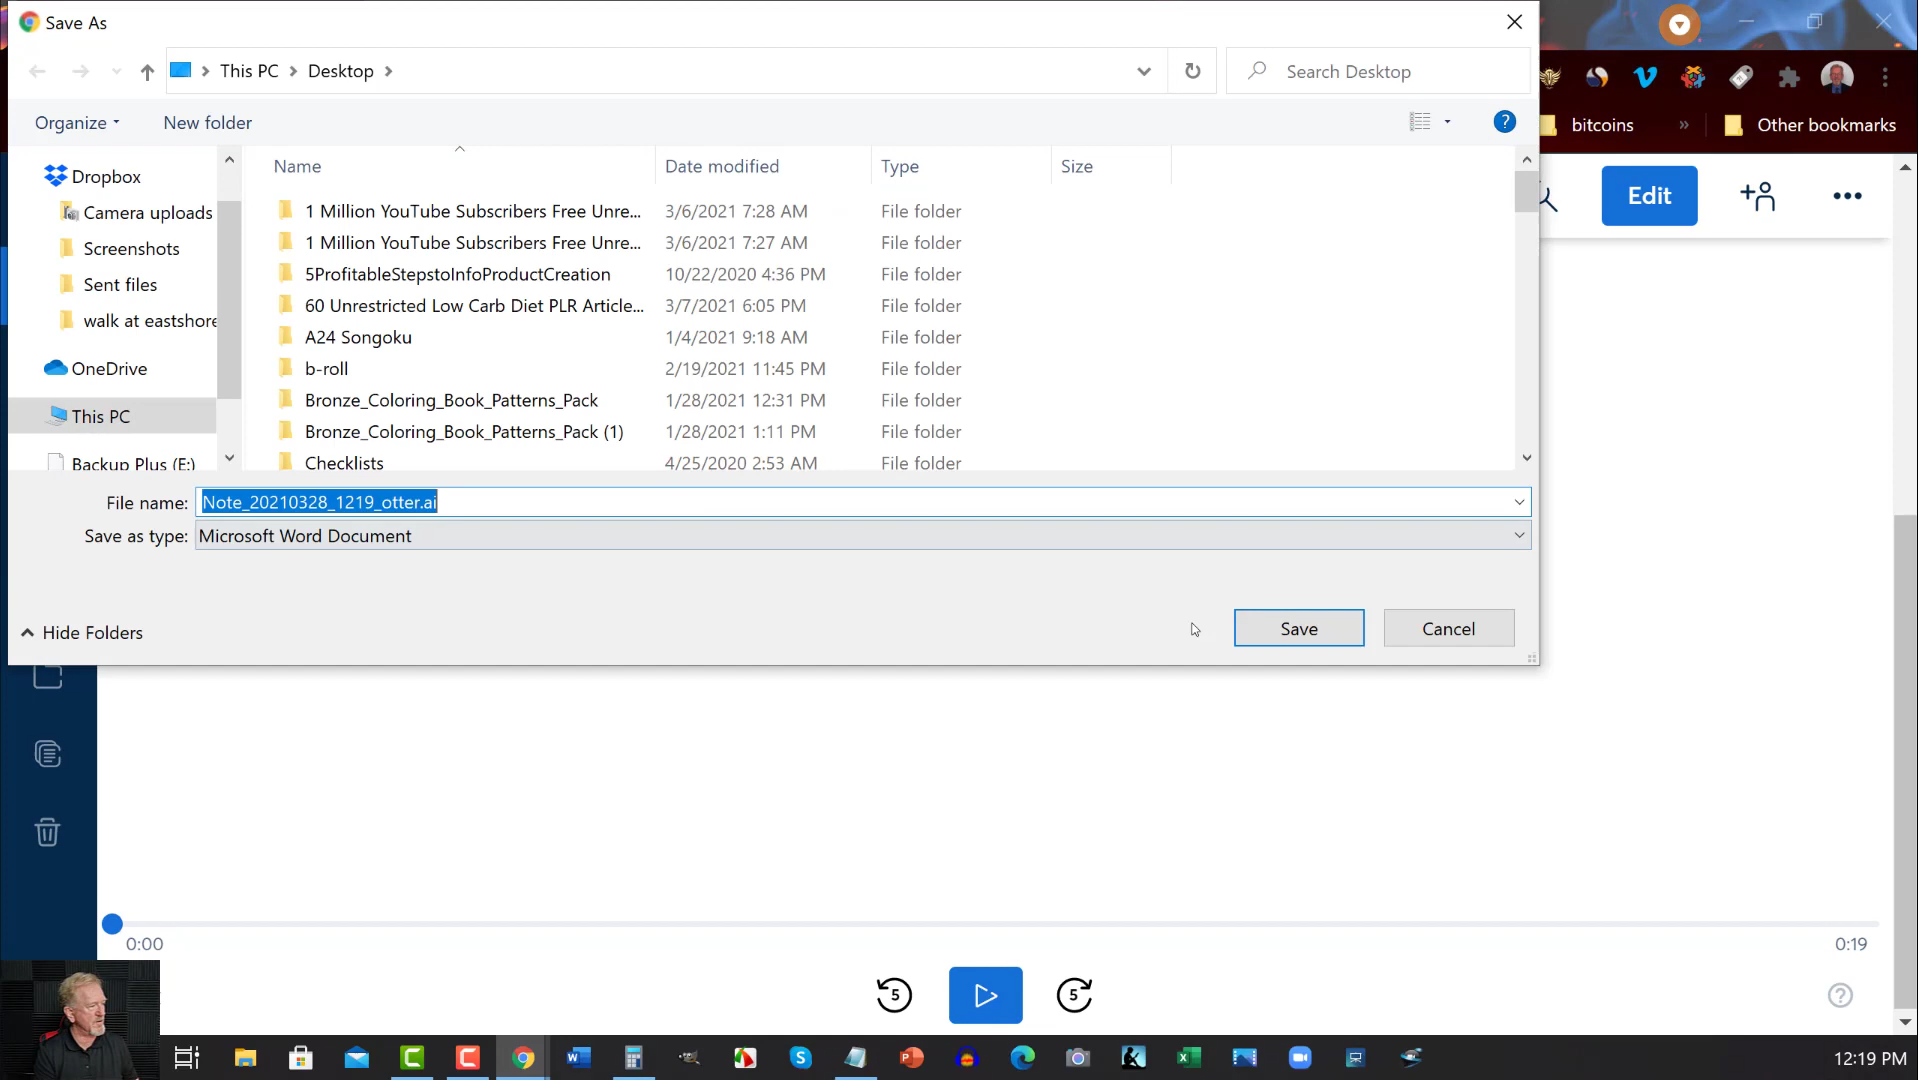 Save As
This PC
Desktop
Search Desktop
Organize
New folder
?
bitcoins
»
Other bookmarks
Name
Date modified
Type
Size
Edit
Dropbox
Camera uploads
Screenshots
Sent files
walk at eastshore
OneDrive
This PC
Backup Plus (E:)
1 Million YouTube Subscribers Free Unre... 3/6/2021 7:28 AM File folder
1 Million YouTube Subscribers Free Unre... 3/6/2021 7:27 AM File folder
5ProfitableStepstoInfoProductCreation 10/22/2020 4:36 PM File folder
60 Unrestricted Low Carb Diet PLR Article... 3/7/2021 6:05 PM File folder
A24 Songoku 1/4/2021 9:18 AM File folder
b-roll 2/19/2021 11:45 PM File folder
Bronze_Coloring_Book_Patterns_Pack 1/28/2021 12:31 PM File folder
Bronze_Coloring_Book_Patterns_Pack (1) 1/28/2021 1:11 PM File folder
Checklists 4/25/2020 2:53 AM File folder
File name: Note_20210328_1219_otter.ai
Save as type: Microsoft Word Document
Hide Folders
Save
Cancel
0:00
0:19
5
5
?
12:19 PM